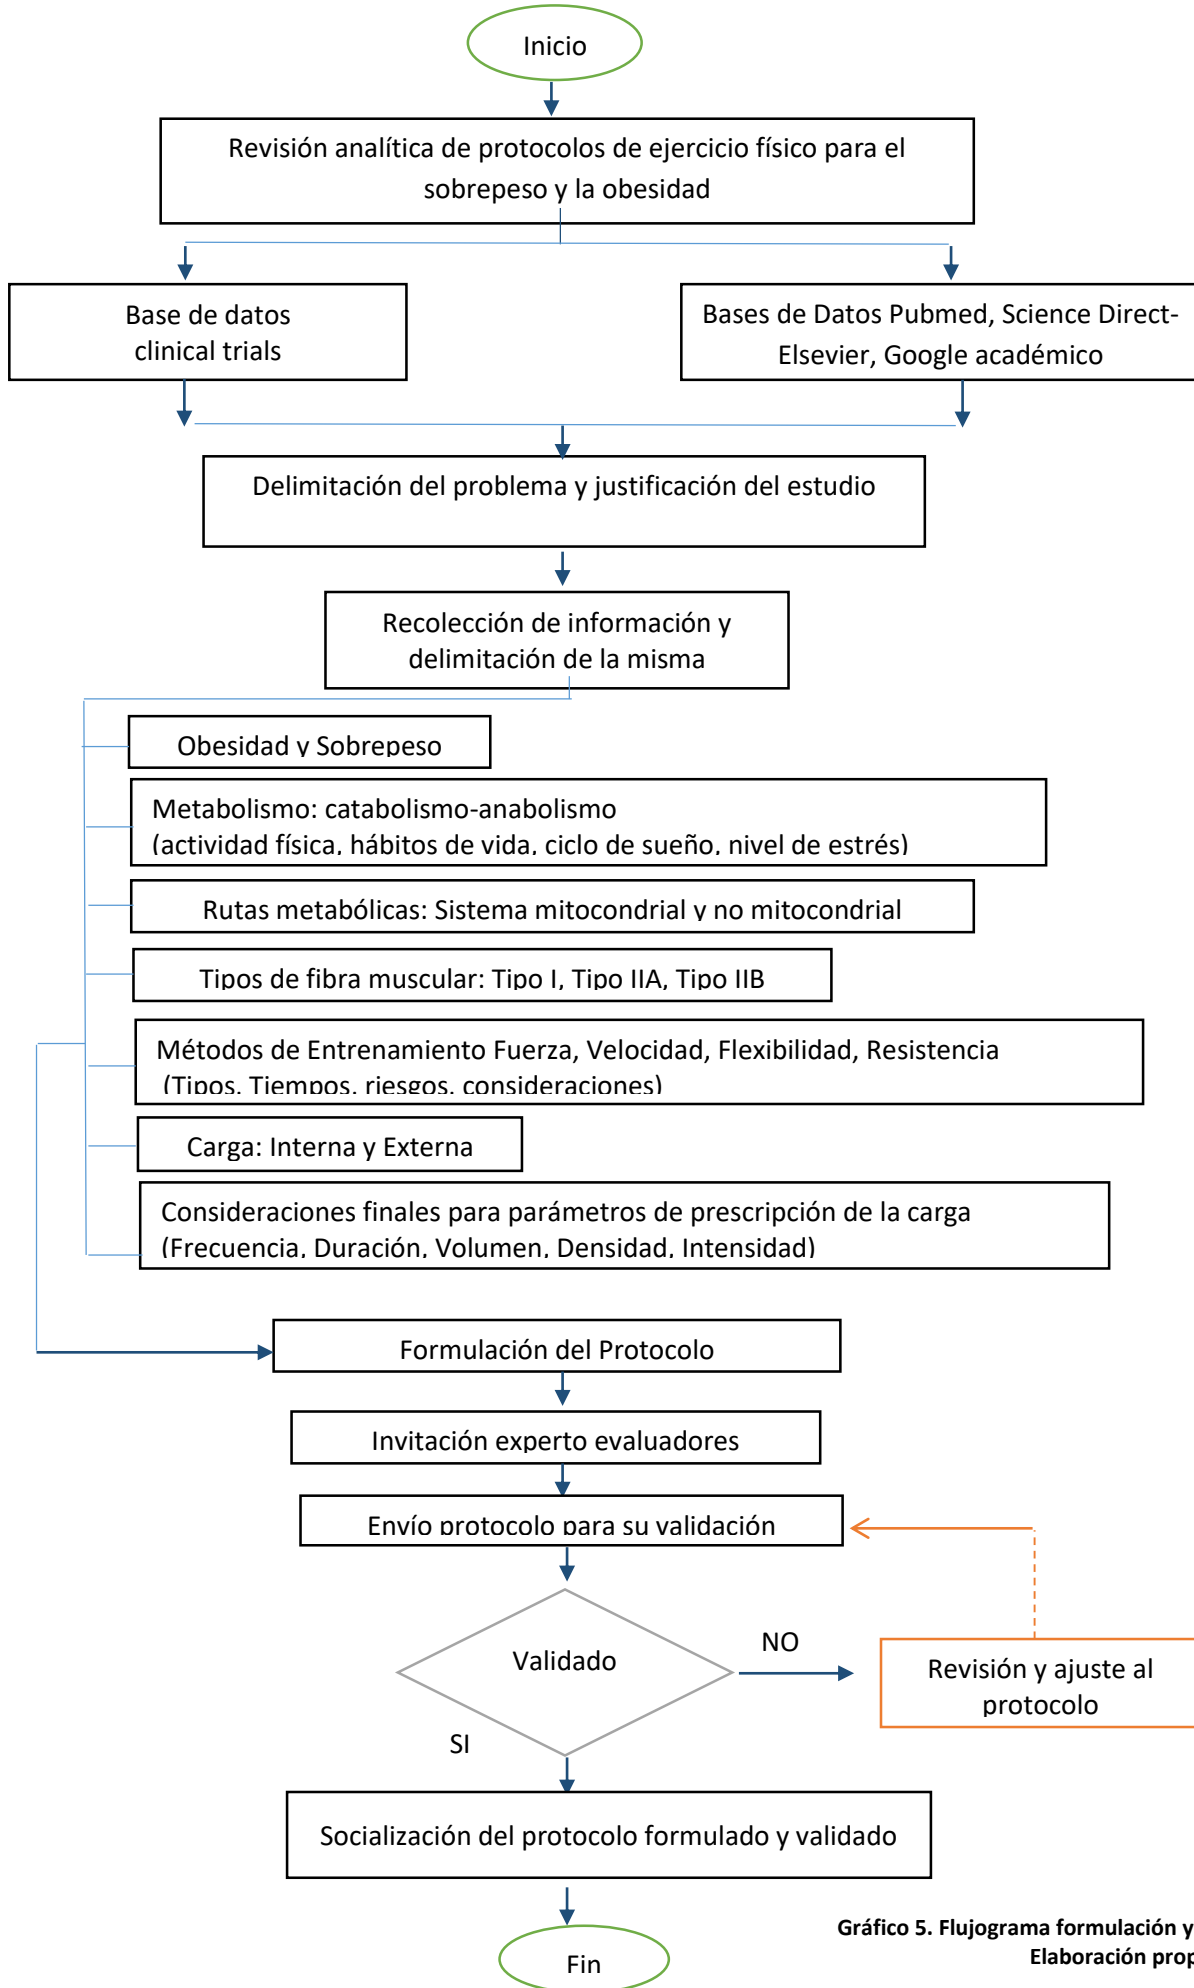 Inicio
Revisión analítica de protocolos de ejercicio físico para el
sobrepeso y la obesidad
Base de datos
clinical trials
Bases de Datos Pubmed, Science Direct-
Elsevier, Google académico
Delimitación del problema y justificación del estudio
Recolección de información y
delimitación de la misma
Obesidad y Sobrepeso
Metabolismo: catabolismo-anabolismo
(actividad física, hábitos de vida, ciclo de sueño, nivel de estrés)
Rutas metabólicas: Sistema mitocondrial y no mitocondrial
Tipos de fibra muscular: Tipo I, Tipo IIA, Tipo IIB
Métodos de Entrenamiento Fuerza, Velocidad, Flexibilidad, Resistencia
(Tipos, Tiempos, riesgos, consideraciones)
Carga: Interna y Externa
Consideraciones finales para parámetros de prescripción de la carga
(Frecuencia, Duración, Volumen, Densidad, Intensidad)
Formulación del Protocolo
Invitación experto evaluadores
Envío protocolo para su validación
Validado
NO
Revisión y ajuste al
protocolo
SI
Socialización del protocolo formulado y validado
Fin
Gráfico 5. Flujograma formulación y
Elaboración prop